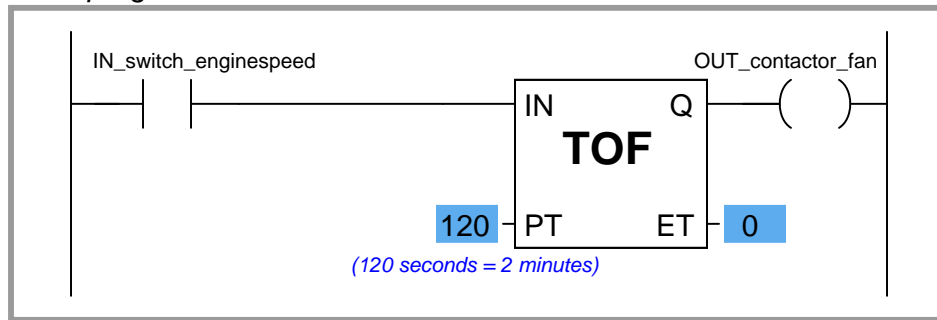 IN_switch_enginespeed
OUT_contactor_fan
IN Q
TOF
120 PT ET 0
(120 seconds = 2 minutes)